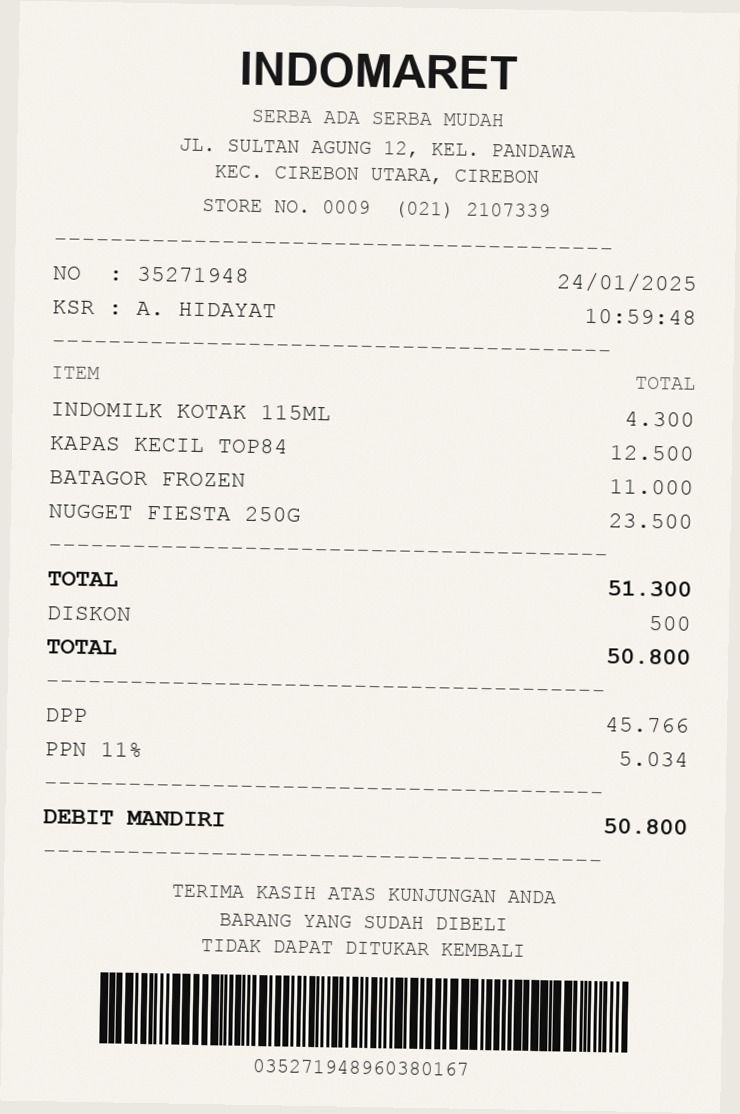 INDOMARET
SERBA ADA SERBA MUDAH
JL. SULTAN AGUNG 12, KEL. PANDAWA
KEC. CIREBON UTARA, CIREBON
STORE NO. 0009  (021) 2107339
----------------------------------------
NO  : 35271948 24/01/2025
KSR : A. HIDAYAT 10:59:48
----------------------------------------
ITEM TOTAL
INDOMILK KOTAK 115ML 4.300
KAPAS KECIL TOP84 12.500
BATAGOR FROZEN 11.000
NUGGET FIESTA 250G 23.500
----------------------------------------
TOTAL 51.300
DISKON 500
TOTAL 50.800
----------------------------------------
DPP 45.766
PPN 11% 5.034
----------------------------------------
DEBIT MANDIRI 50.800
----------------------------------------
TERIMA KASIH ATAS KUNJUNGAN ANDA
BARANG YANG SUDAH DIBELI
TIDAK DAPAT DITUKAR KEMBALI
035271948960380167